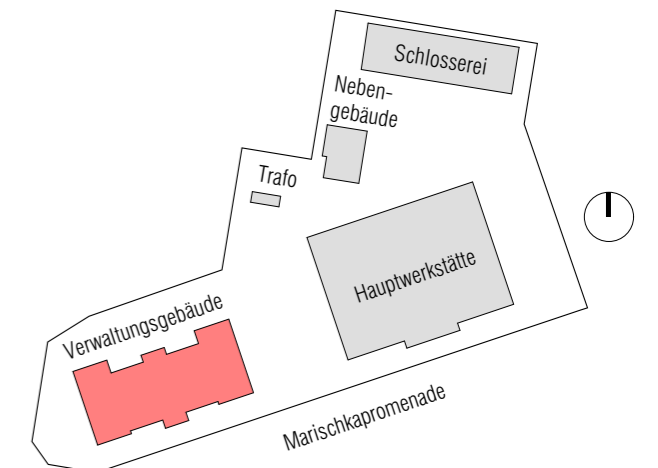 Schlosserei
Neben-
gebäude
Trafo
Hauptwerkstätte
Verwaltungsgebäude
Marischkapromenade